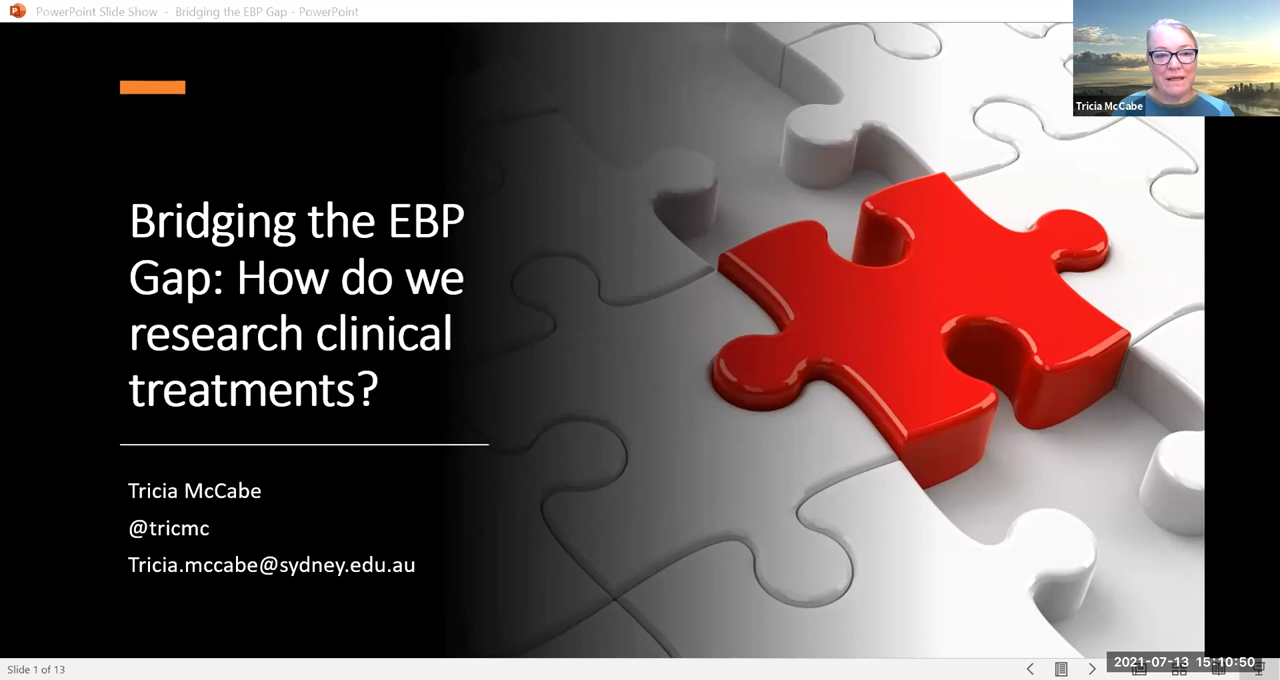 PowerPoint Slide Show - Bridging the EBP Gap - PowerPoint
Tricia McCabe
Bridging the EBP
Gap: How do we
research clinical
treatments?
Tricia McCabe
@tricmc
Tricia.mccabe@sydney.edu.au
Slide 1 of 13
2021-07-13 15:10:50